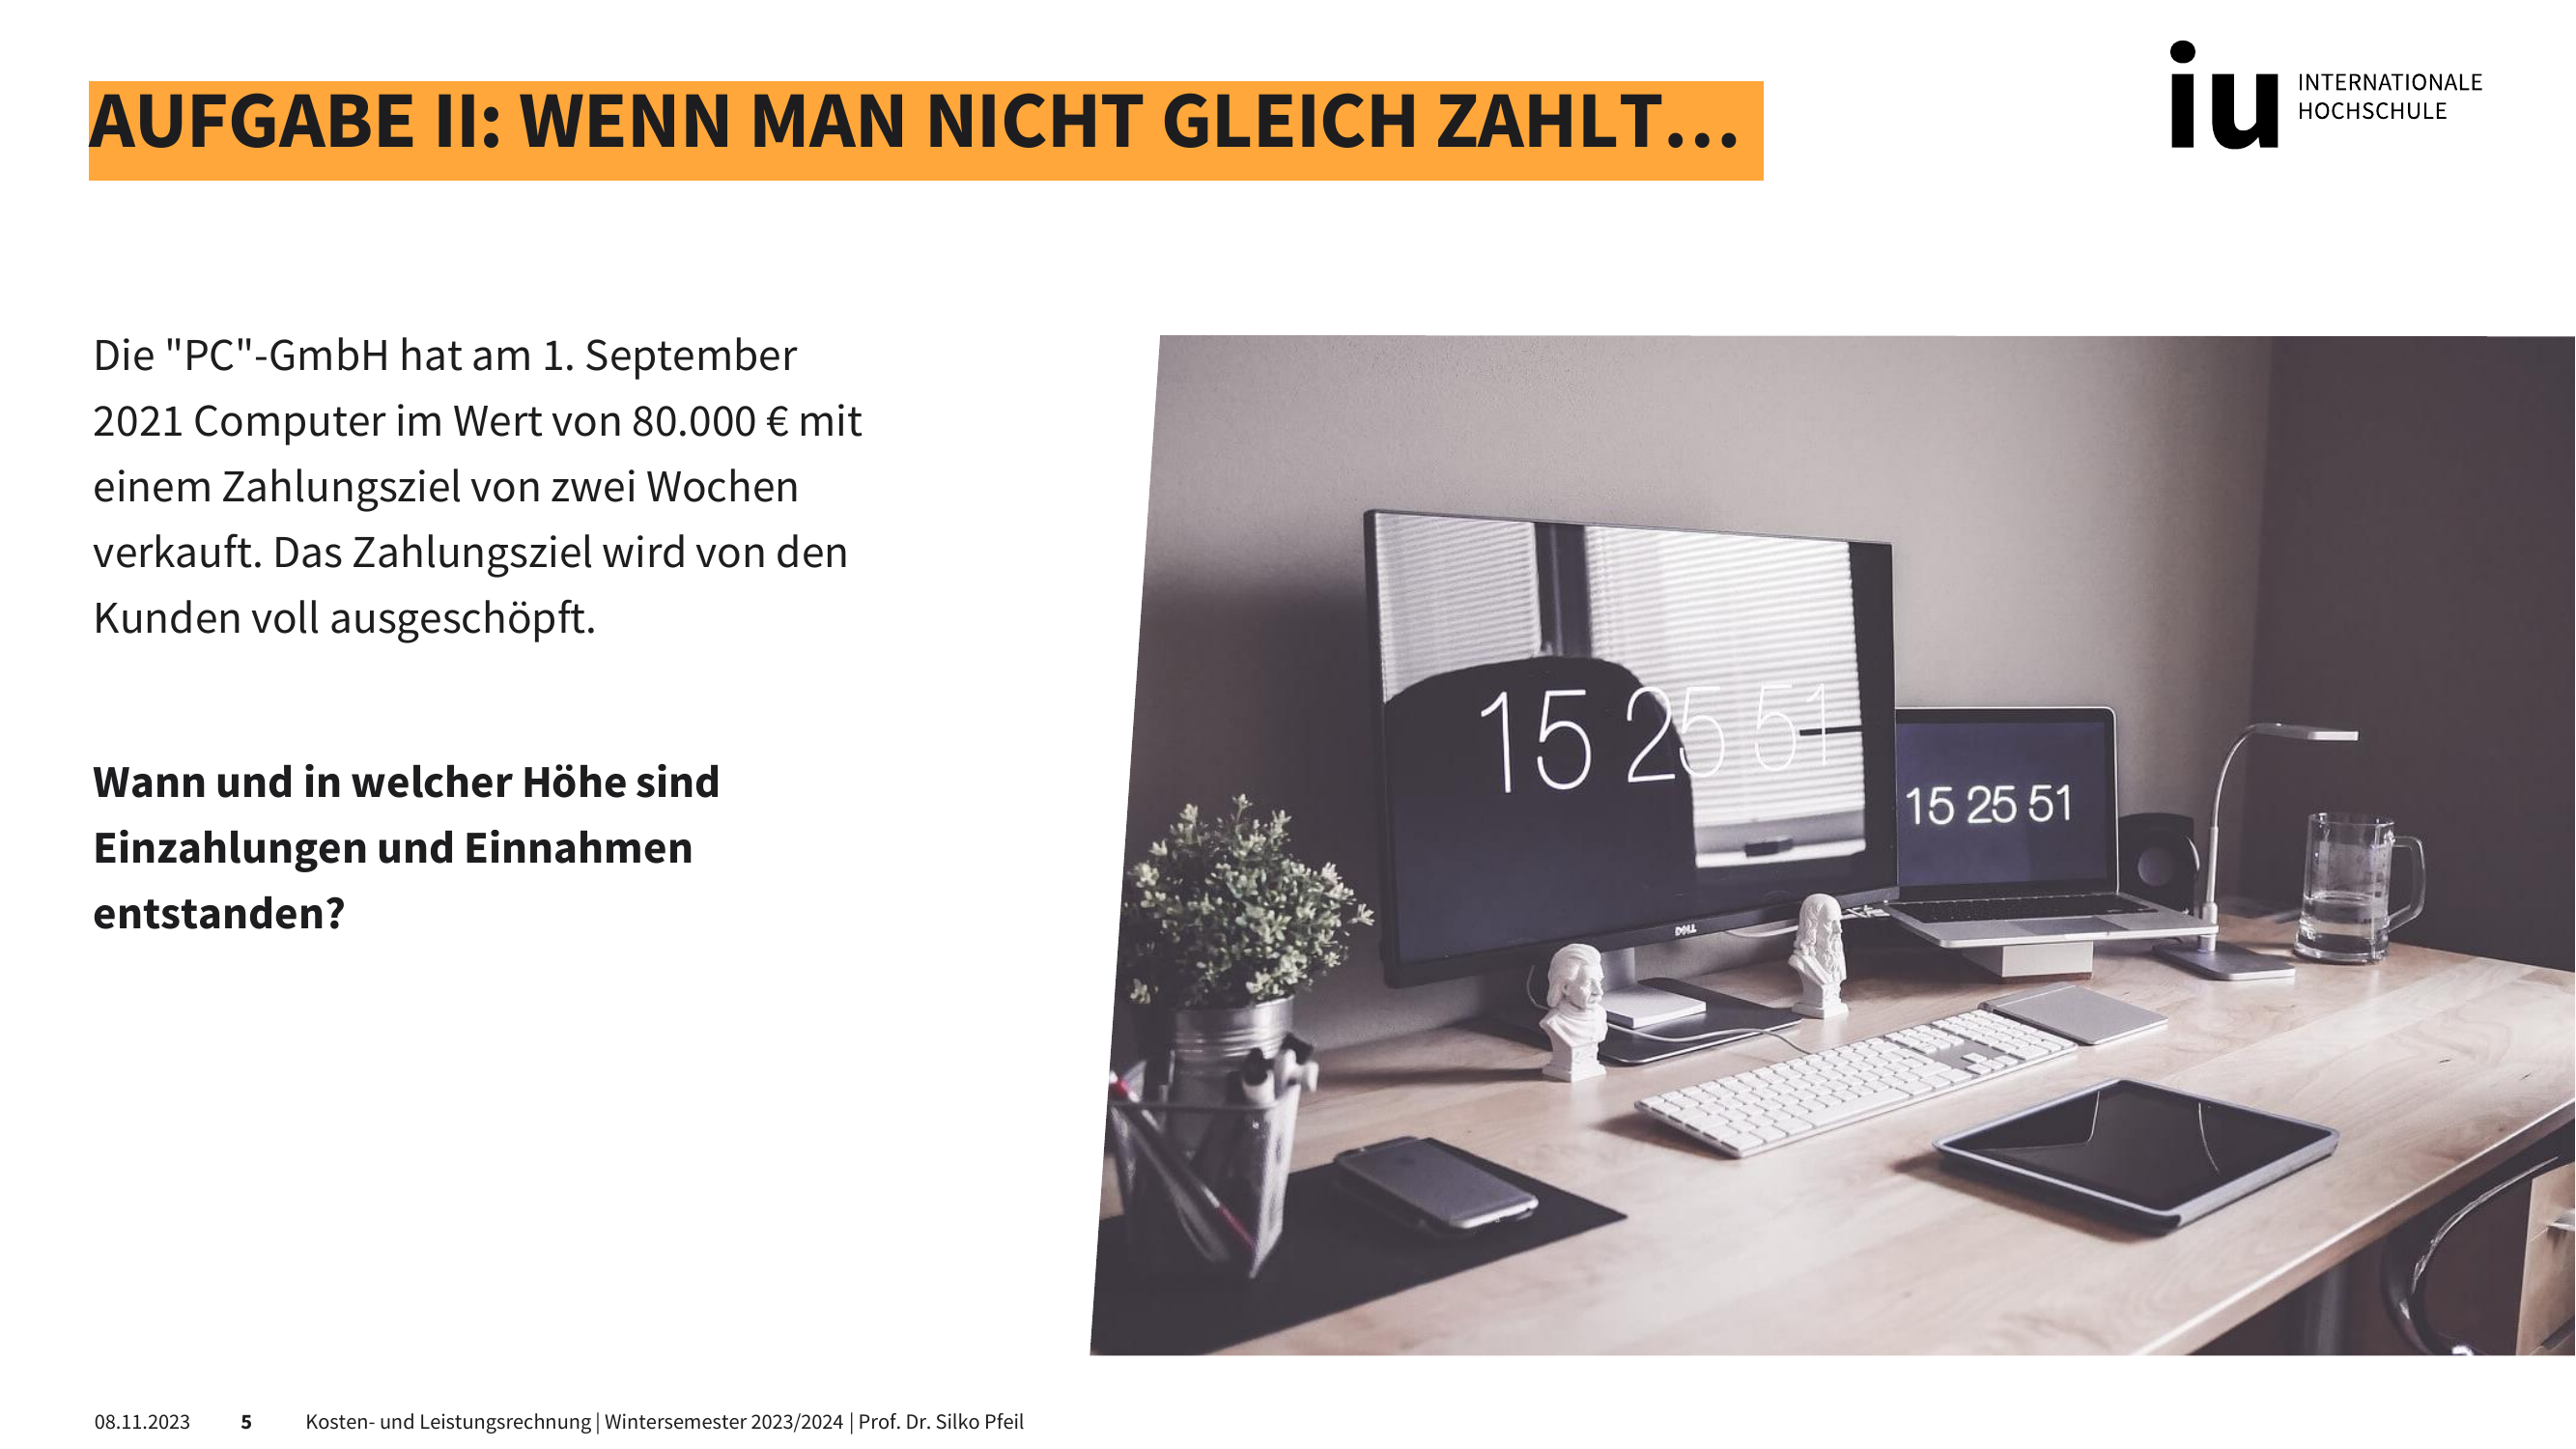 AUFGABE II: WENN MAN NICHT GLEICH ZAHLT…
iu INTERNATIONALE
HOCHSCHULE
Die "PC"-GmbH hat am 1. September
2021 Computer im Wert von 80.000 € mit
einem Zahlungsziel von zwei Wochen
verkauft. Das Zahlungsziel wird von den
Kunden voll ausgeschöpft.
Wann und in welcher Höhe sind
Einzahlungen und Einnahmen
entstanden?
15 25 51
15 25 51
DELL
08.11.2023 5 Kosten- und Leistungsrechnung | Wintersemester 2023/2024 | Prof. Dr. Silko Pfeil